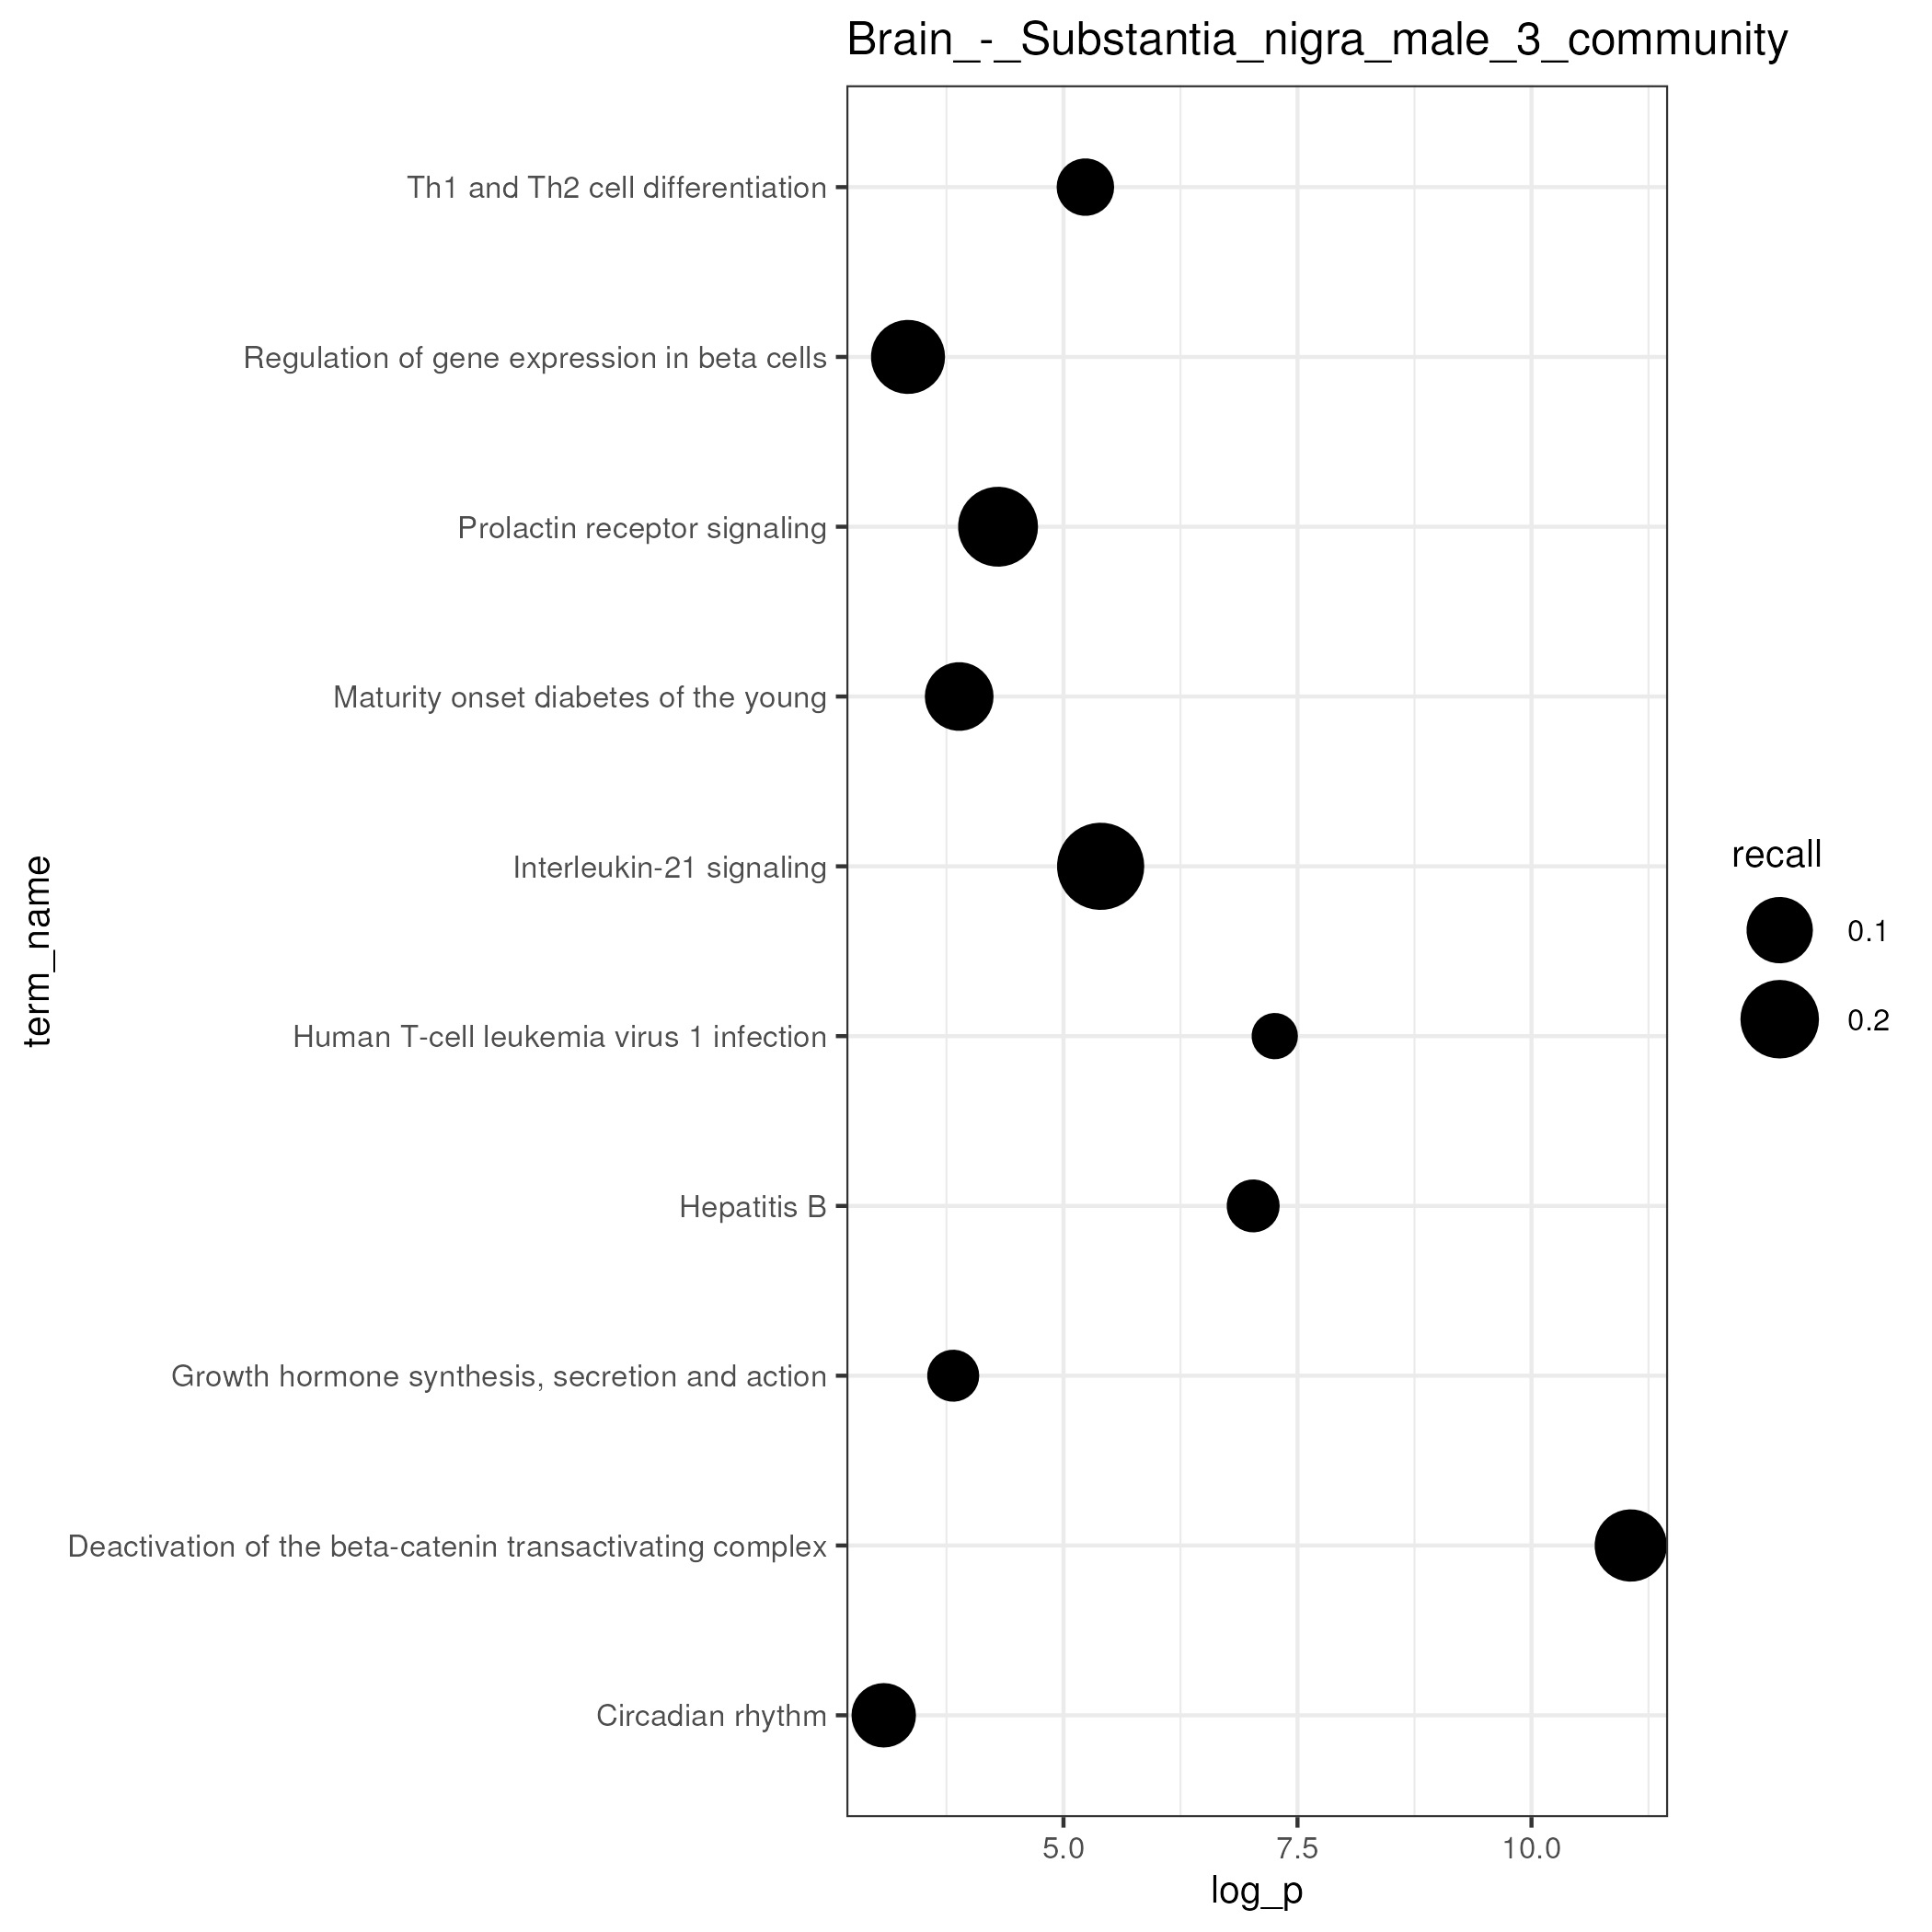 Brain_-_Substantia_nigra_male_3_community
term_name
Th1 and Th2 cell differentiation
Regulation of gene expression in beta cells
Prolactin receptor signaling
Maturity onset diabetes of the young
Interleukin-21 signaling
Human T-cell leukemia virus 1 infection
Hepatitis B
Growth hormone synthesis, secretion and action
Deactivation of the beta-catenin transactivating complex
Circadian rhythm
5.0
7.5
10.0
log_p
recall
0.1
0.2